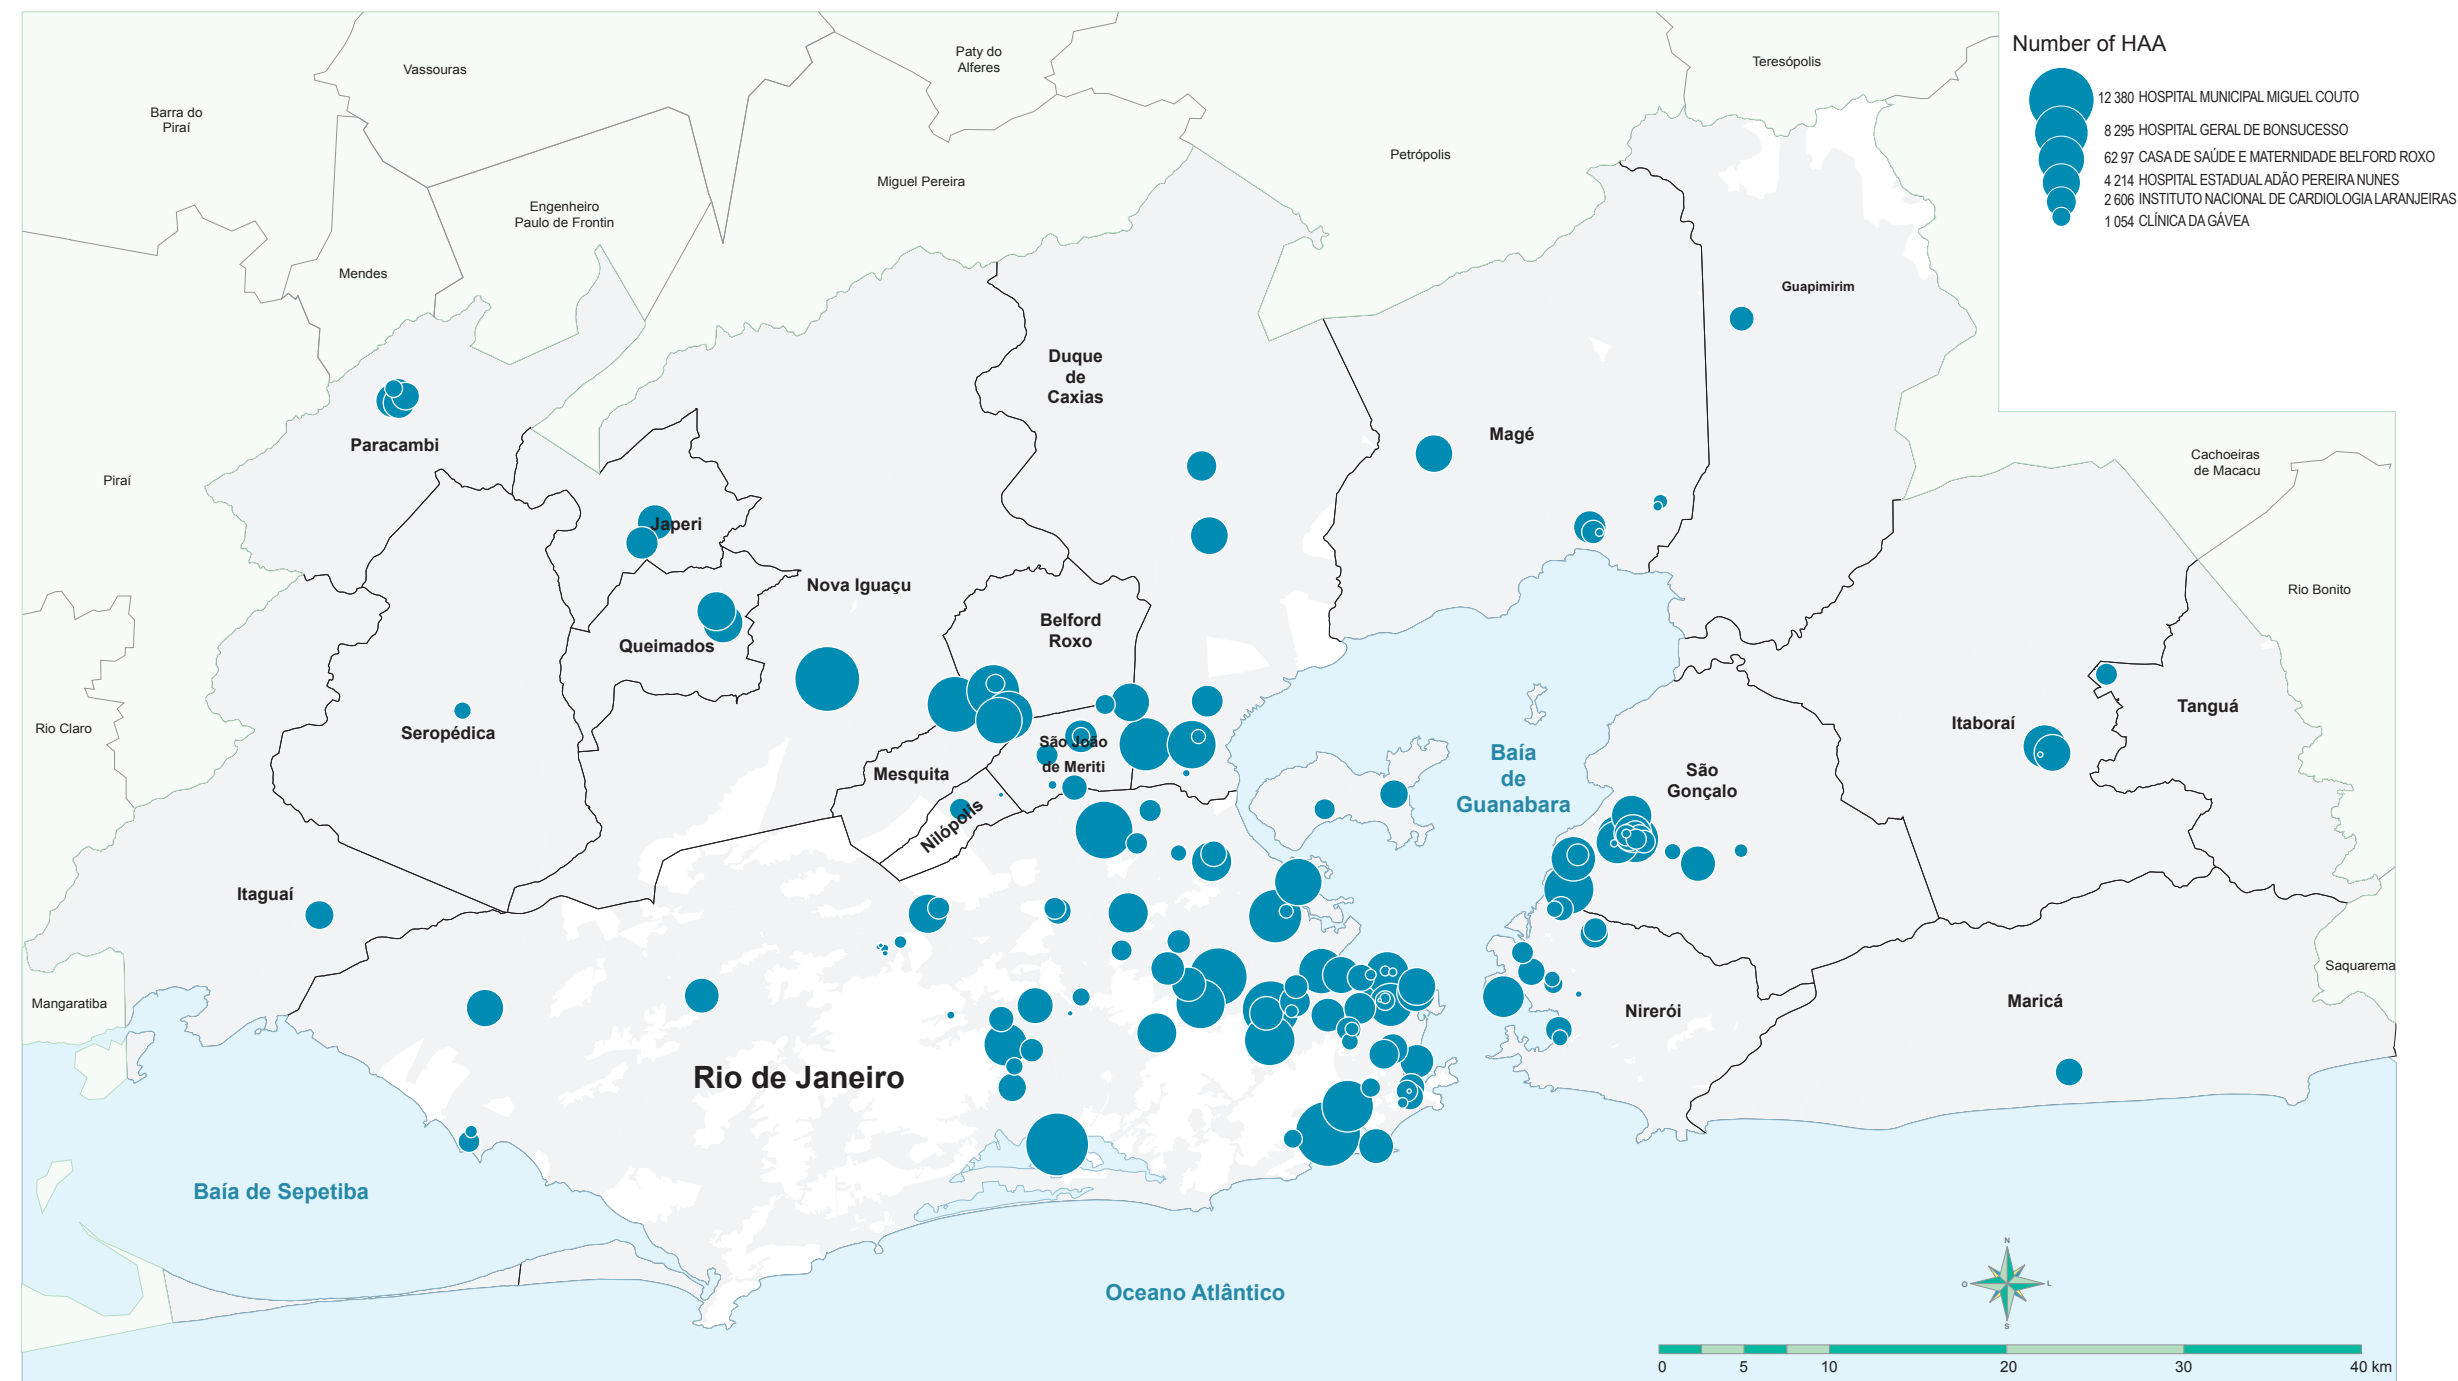 Number of HAA
12 380 HOSPITAL MUNICIPAL MIGUEL COUTO
8 295 HOSPITAL GERAL DE BONSUCESSO
62 97 CASA DE SAÚDE E MATERNIDADE BELFORD ROXO
4 214 HOSPITAL ESTADUAL ADÃO PEREIRA NUNES
2 606 INSTITUTO NACIONAL DE CARDIOLOGIA LARANJEIRAS
1 054 CLÍNICA DA GÁVEA
Paty do
Alferes
Teresópolis
Vassouras
Barra do
Piraí
Petrópolis
Miguel Pereira
Engenheiro
Paulo de Frontin
Mendes
Guapimirim
Duque
de
Caxias
Magé
Paracambi
Cachoeiras
de Macacu
Piraí
Japeri
Nova Iguaçu
Rio Bonito
Belford
Roxo
Queimados
Tanguá
Itaboraí
Rio Claro
Seropédica
São João
de Meriti
Baía
de
Guanabara
Mesquita
São
Gonçalo
Nilópolis
Itaguaí
Saquarema
Mangaratiba
Maricá
Nirerói
Rio de Janeiro
Baía de Sepetiba
Oceano Atlântico
N
O
L
S
0
5
10
20
30
40 km